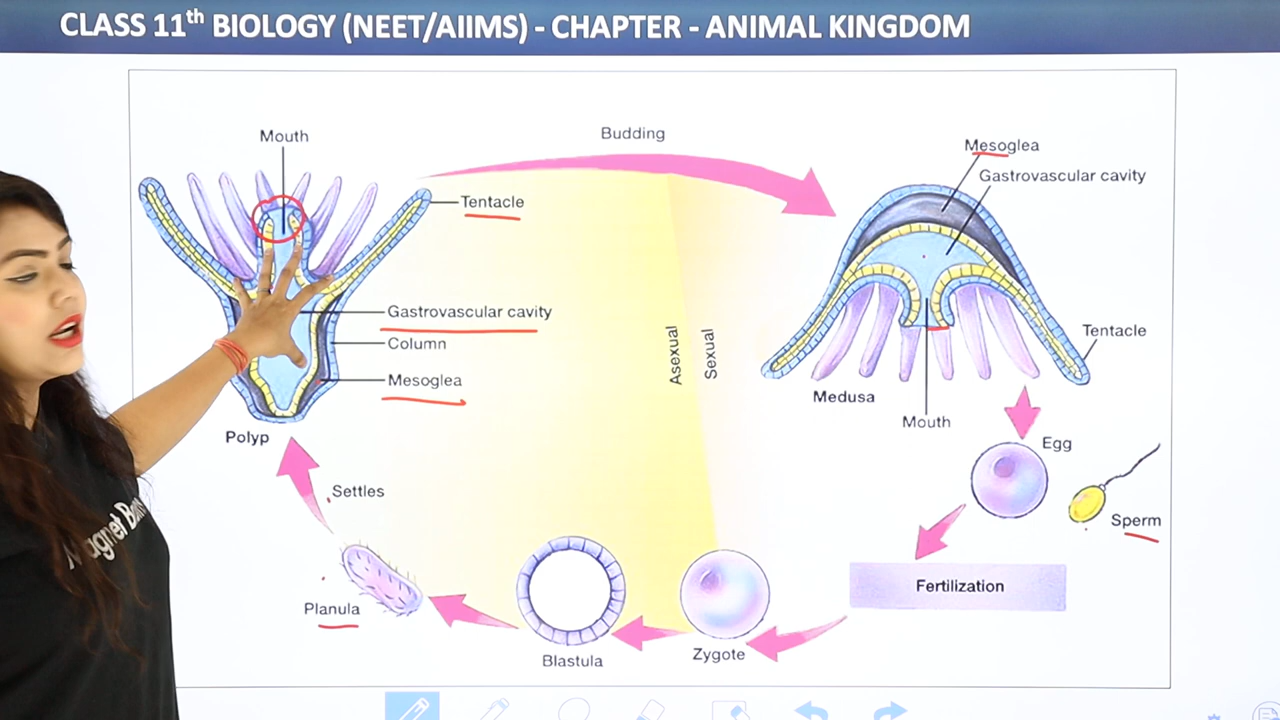 CLASS 11th BIOLOGY (NEET/AIIMS) - CHAPTER - ANIMAL KINGDOM
Mouth
Budding
Mesoglea
Gastrovascular cavity
Tentacle
Gastrovascular cavity
Column
Mesoglea
Asexual
Sexual
Tentacle
Medusa
Mouth
Polyp
Egg
Settles
Sperm
Fertilization
Planula
Blastula
Zygote